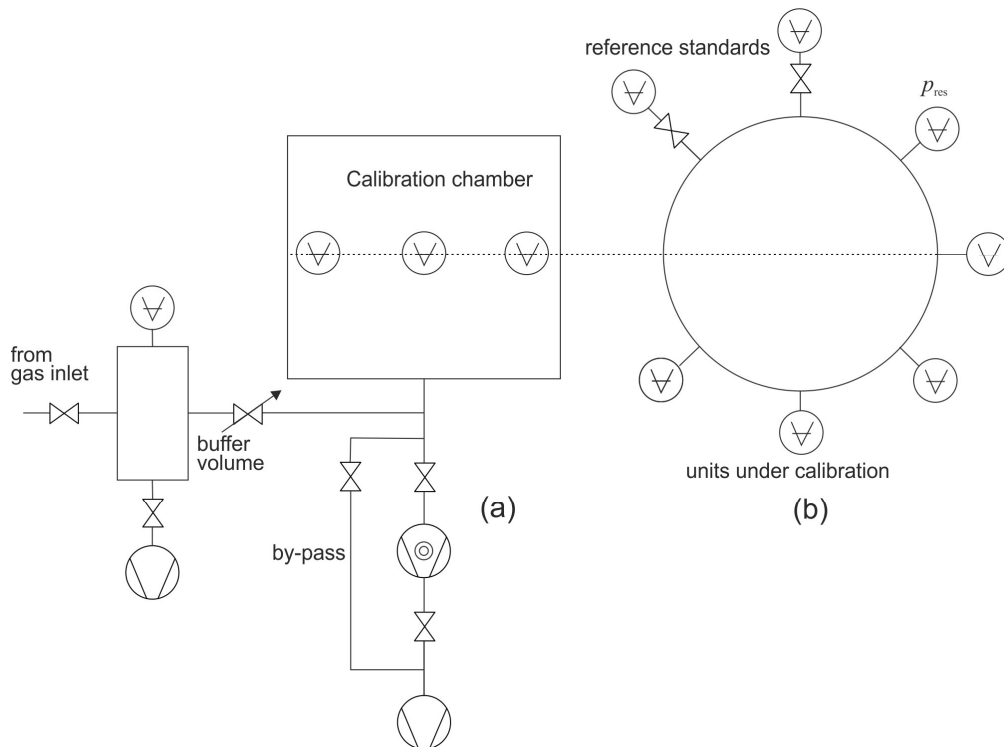 reference standards
p_res
Calibration chamber
from
gas inlet
buffer
volume
units under calibration
(a)
(b)
by-pass